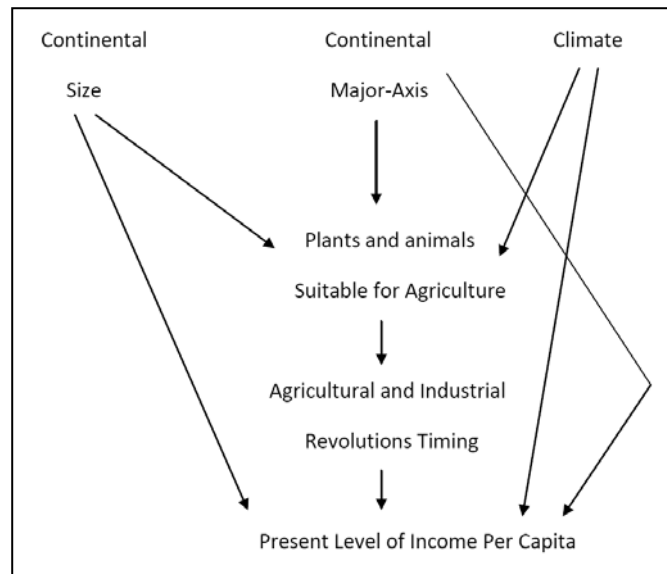 Continental
Size
Continental
Major-Axis
Climate
Plants and animals
Suitable for Agriculture
Agricultural and Industrial
Revolutions Timing
Present Level of Income Per Capita